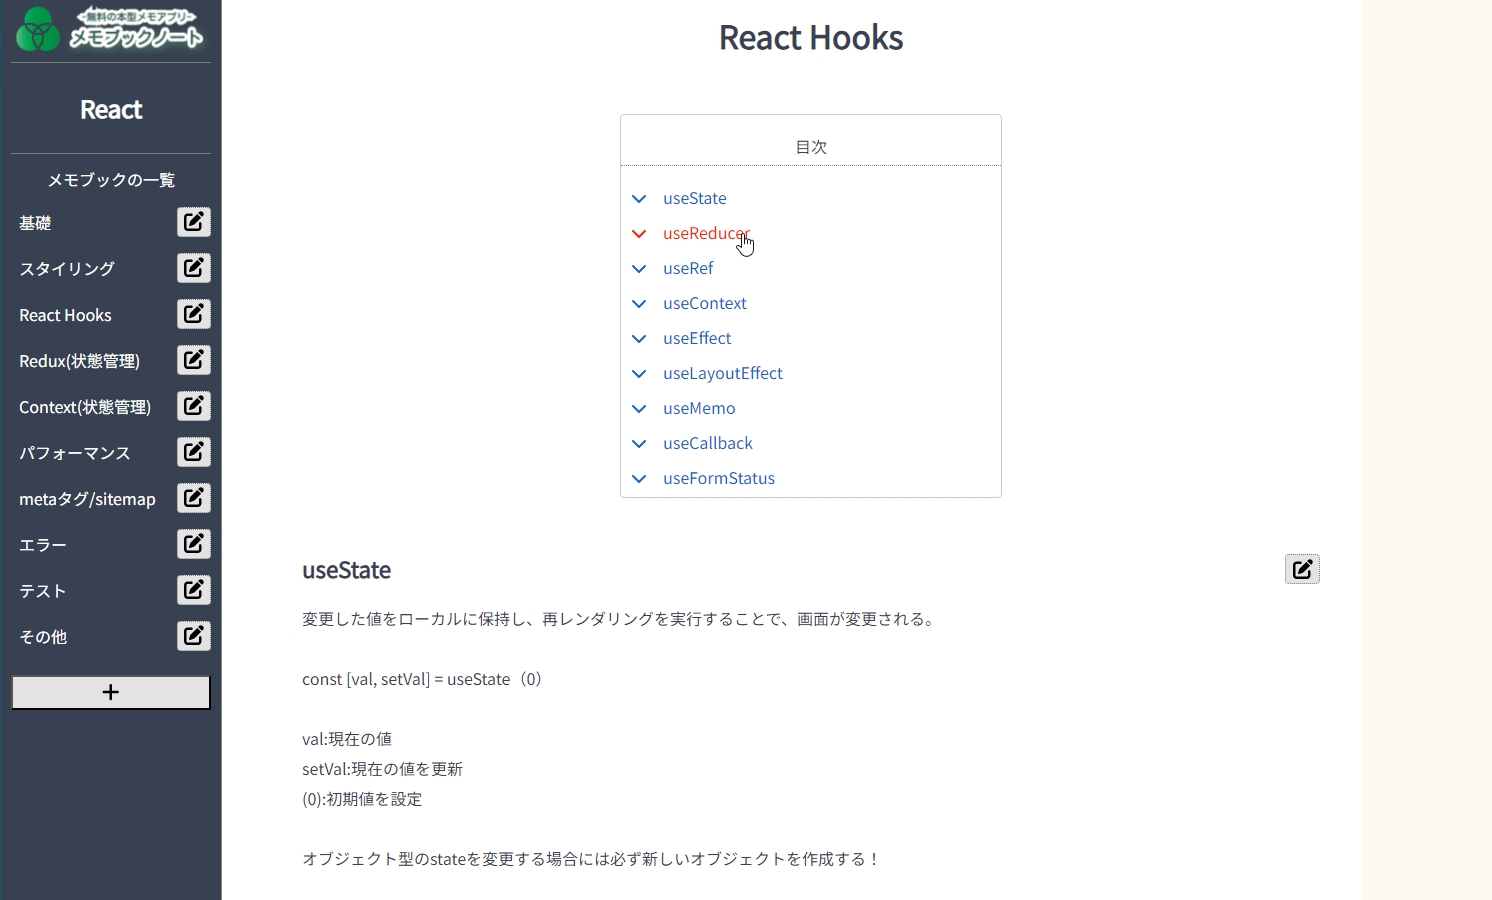 -無料の本型メモアプリ-
メモブックノート
React
メモブックの一覧
基礎
スタイリング
React Hooks
Redux(状態管理)
Context(状態管理)
パフォーマンス
metaタグ/sitemap
エラー
テスト
その他
+
React Hooks
目次
useState
useReducer
useRef
useContext
useEffect
useLayoutEffect
useMemo
useCallback
useFormStatus
useState
変更した値をローカルに保持し、再レンダリングを実行することで、画面が変更される。
const [val, setVal] = useState（0）
val:現在の値
setVal:現在の値を更新
(0):初期値を設定
オブジェクト型のstateを変更する場合には必ず新しいオブジェクトを作成する！